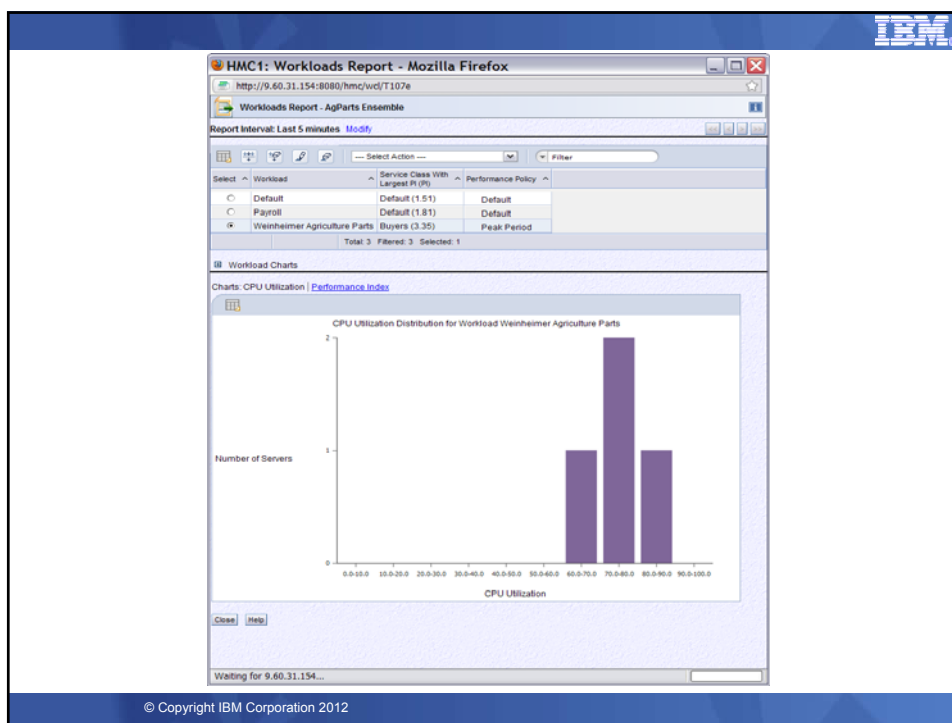 IBM
HMC1: Workloads Report - Mozilla Firefox
http://9.60.31.154:8080/hmc/wcl/T107e
Workloads Report - AgParts Ensemble
Report Interval: Last 5 minutes Modify
--- Select Action --- Filter
Select Workload Service Class With Largest PI (PI) Performance Policy
Default Default (1.51) Default
Payroll Default (1.81) Default
Weinheimer Agriculture Parts Buyers (3.35) Peak Period
Total: 3 Filtered: 3 Selected: 1
Workload Charts
Charts: CPU Utilization | Performance Index
CPU Utilization Distribution for Workload Weinheimer Agriculture Parts
2
1
0
Number of Servers
0.0-10.0 10.0-20.0 20.0-30.0 30.0-40.0 40.0-50.0 50.0-60.0 60.0-70.0 70.0-80.0 80.0-90.0 90.0-100.0
CPU Utilization
Close Help
Waiting for 9.60.31.154...
© Copyright IBM Corporation 2012